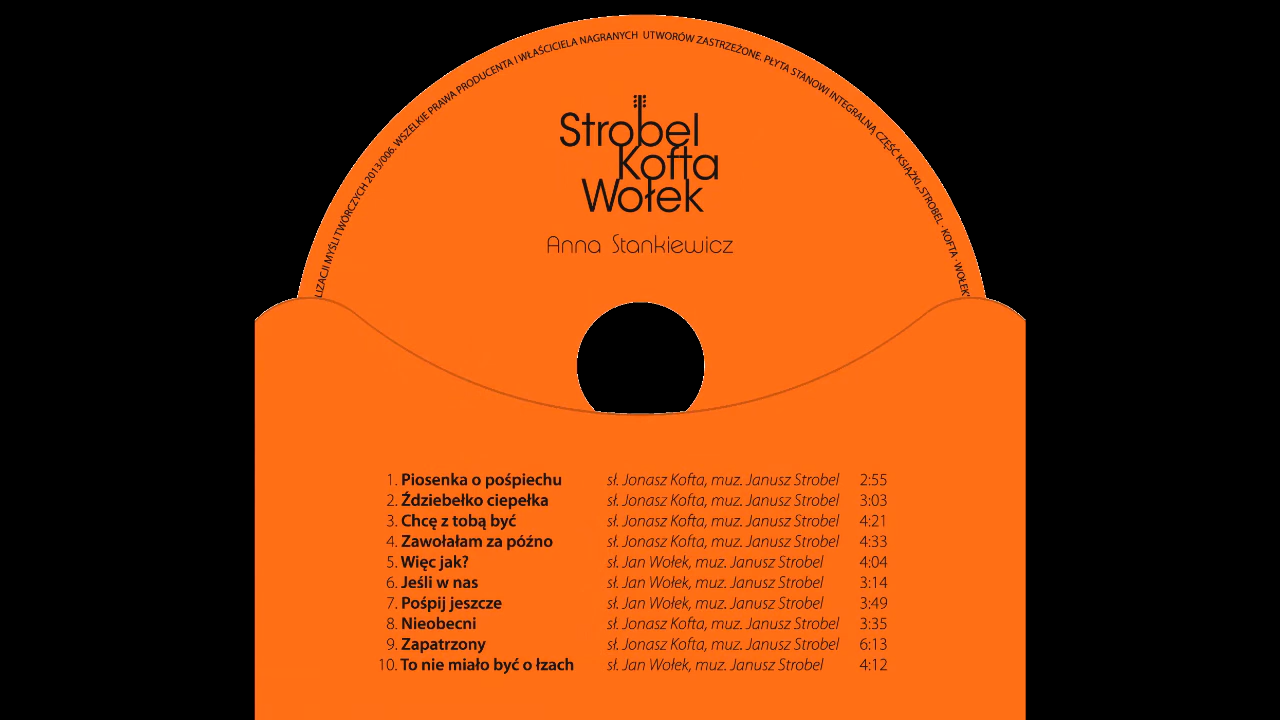 LIZACJI MYŚLI TWÓRCZYCH 2013/006. WSZELKIE PRAWA PRODUCENTA I WŁAŚCICIELA NAGRANYCH UTWORÓW ZASTRZEŻONE. PŁYTA STANOWI INTEGRALNĄ CZĘŚĆ KSIĄŻKI „STROBEL · KOFTA · WOŁEK"
Strobel
Kofta
Wołek
Anna Stankiewicz
1. Piosenka o pośpiechu sł. Jonasz Kofta, muz. Janusz Strobel 2:55
2. Ździebełko ciepełka sł. Jonasz Kofta, muz. Janusz Strobel 3:03
3. Chcę z tobą być sł. Jonasz Kofta, muz. Janusz Strobel 4:21
4. Zawołałam za późno sł. Jonasz Kofta, muz. Janusz Strobel 4:33
5. Więc jak? sł. Jan Wołek, muz. Janusz Strobel 4:04
6. Jeśli w nas sł. Jan Wołek, muz. Janusz Strobel 3:14
7. Pośpij jeszcze sł. Jan Wołek, muz. Janusz Strobel 3:49
8. Nieobecni sł. Jonasz Kofta, muz. Janusz Strobel 3:35
9. Zapatrzony sł. Jonasz Kofta, muz. Janusz Strobel 6:13
10. To nie miało być o łzach sł. Jan Wołek, muz. Janusz Strobel 4:12